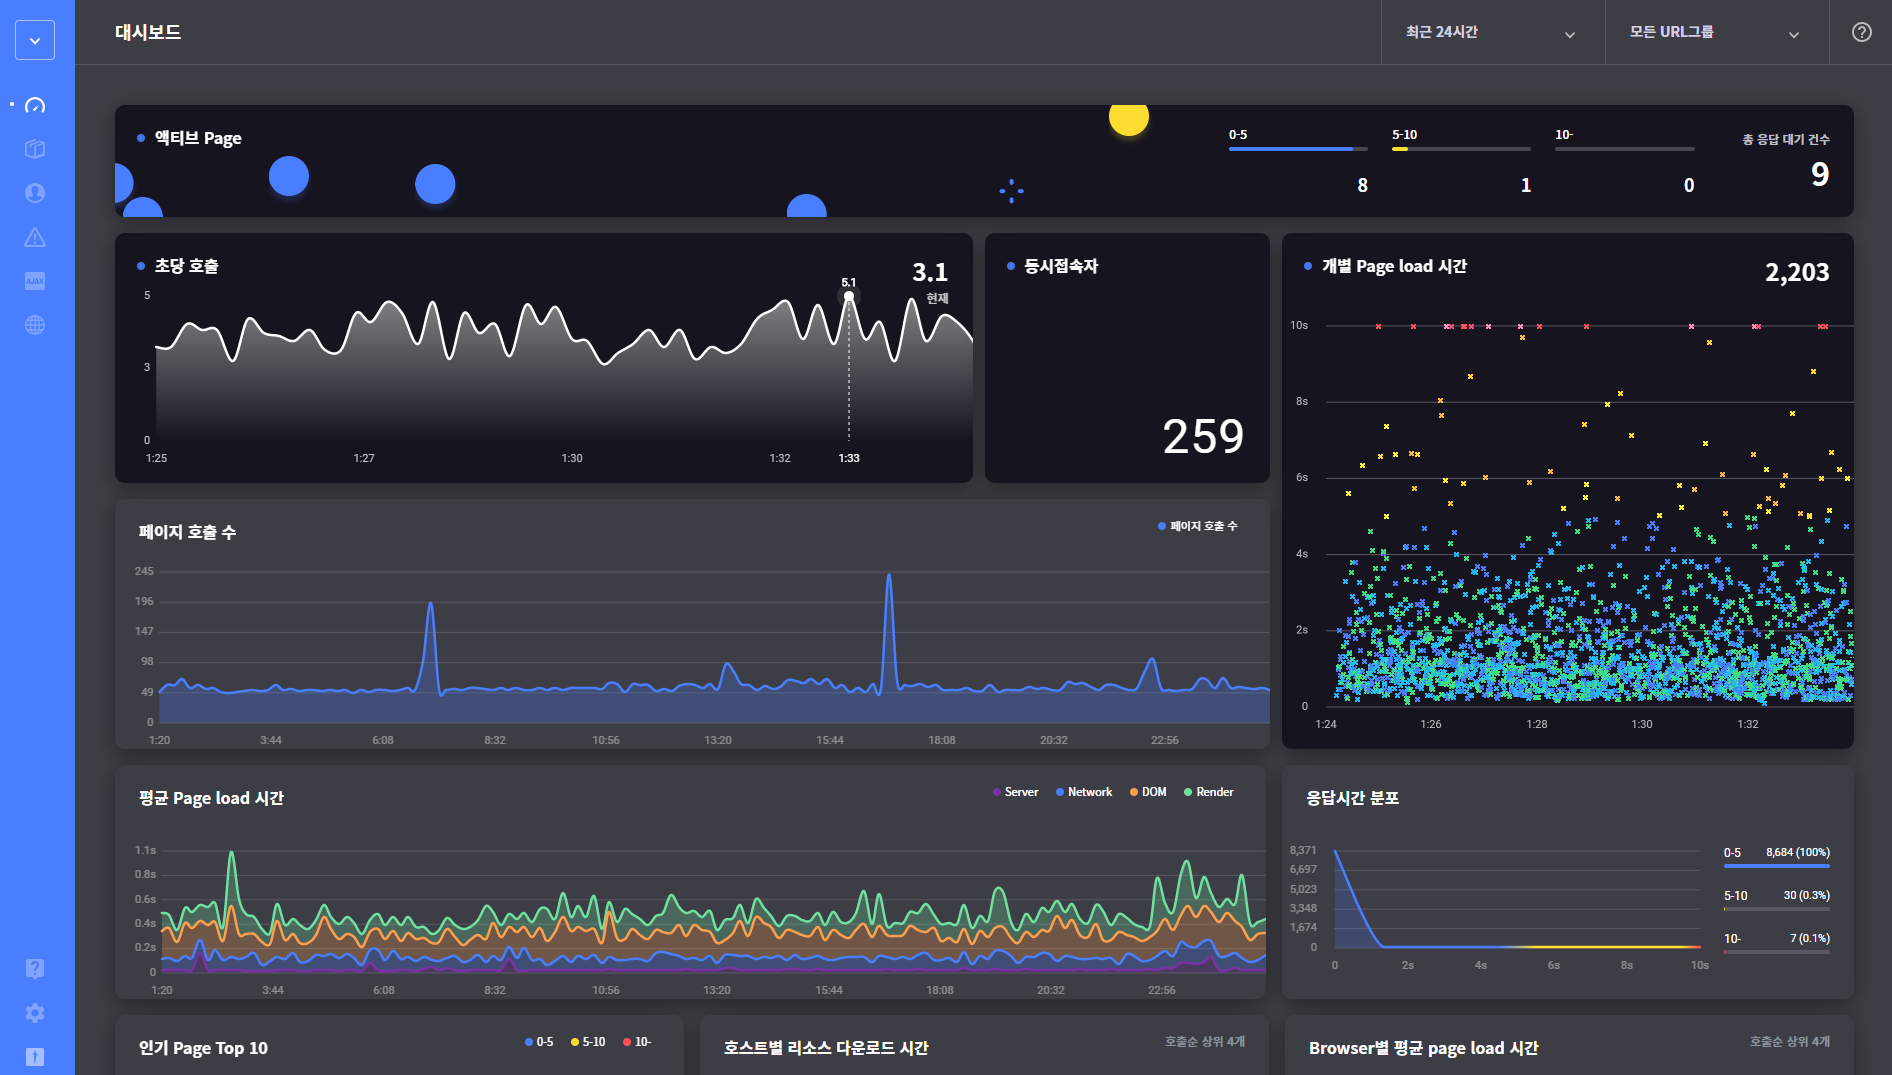 대시보드
최근 24시간
모든 URL그룹
액티브 Page
0-5
8
5-10
1
10-
0
총 응답 대기 건수
9
초당 호출
3.1
현재
5.1
5
3
0
1:25
1:27
1:30
1:32
1:33
동시접속자
259
개별 Page load 시간
2,203
10s
8s
6s
4s
2s
0
1:24
1:26
1:28
1:30
1:32
페이지 호출 수
페이지 호출 수
245
196
147
98
49
0
1:20
3:44
6:08
8:32
10:56
13:20
15:44
18:08
20:32
22:56
평균 Page load 시간
Server
Network
DOM
Render
1.1s
0.8s
0.6s
0.4s
0.2s
0
1:20
3:44
6:08
8:32
10:56
13:20
15:44
18:08
20:32
22:56
응답시간 분포
8,371
6,697
5,023
3,348
1,674
0
0
2s
4s
6s
8s
10s
0-5 8,684 (100%)
5-10 30 (0.3%)
10- 7 (0.1%)
인기 Page Top 10
0-5
5-10
10-
호스트별 리소스 다운로드 시간
호출순 상위 4개
Browser별 평균 page load 시간
호출순 상위 4개
AJAX